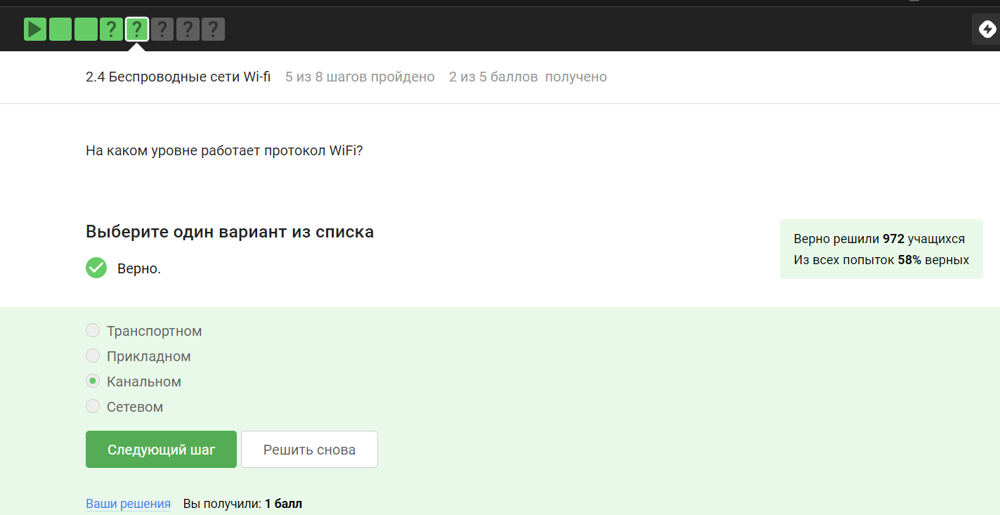 ? ? ? ? ?
2.4 Беспроводные сети Wi-fi 5 из 8 шагов пройдено 2 из 5 баллов получено
На каком уровне работает протокол WiFi?
Выберите один вариант из списка
Верно решили 972 учащихся
Из всех попыток 58% верных
Верно.
Транспортном
Прикладном
Канальном
Сетевом
Следующий шаг Решить снова
Ваши решения Вы получили: 1 балл